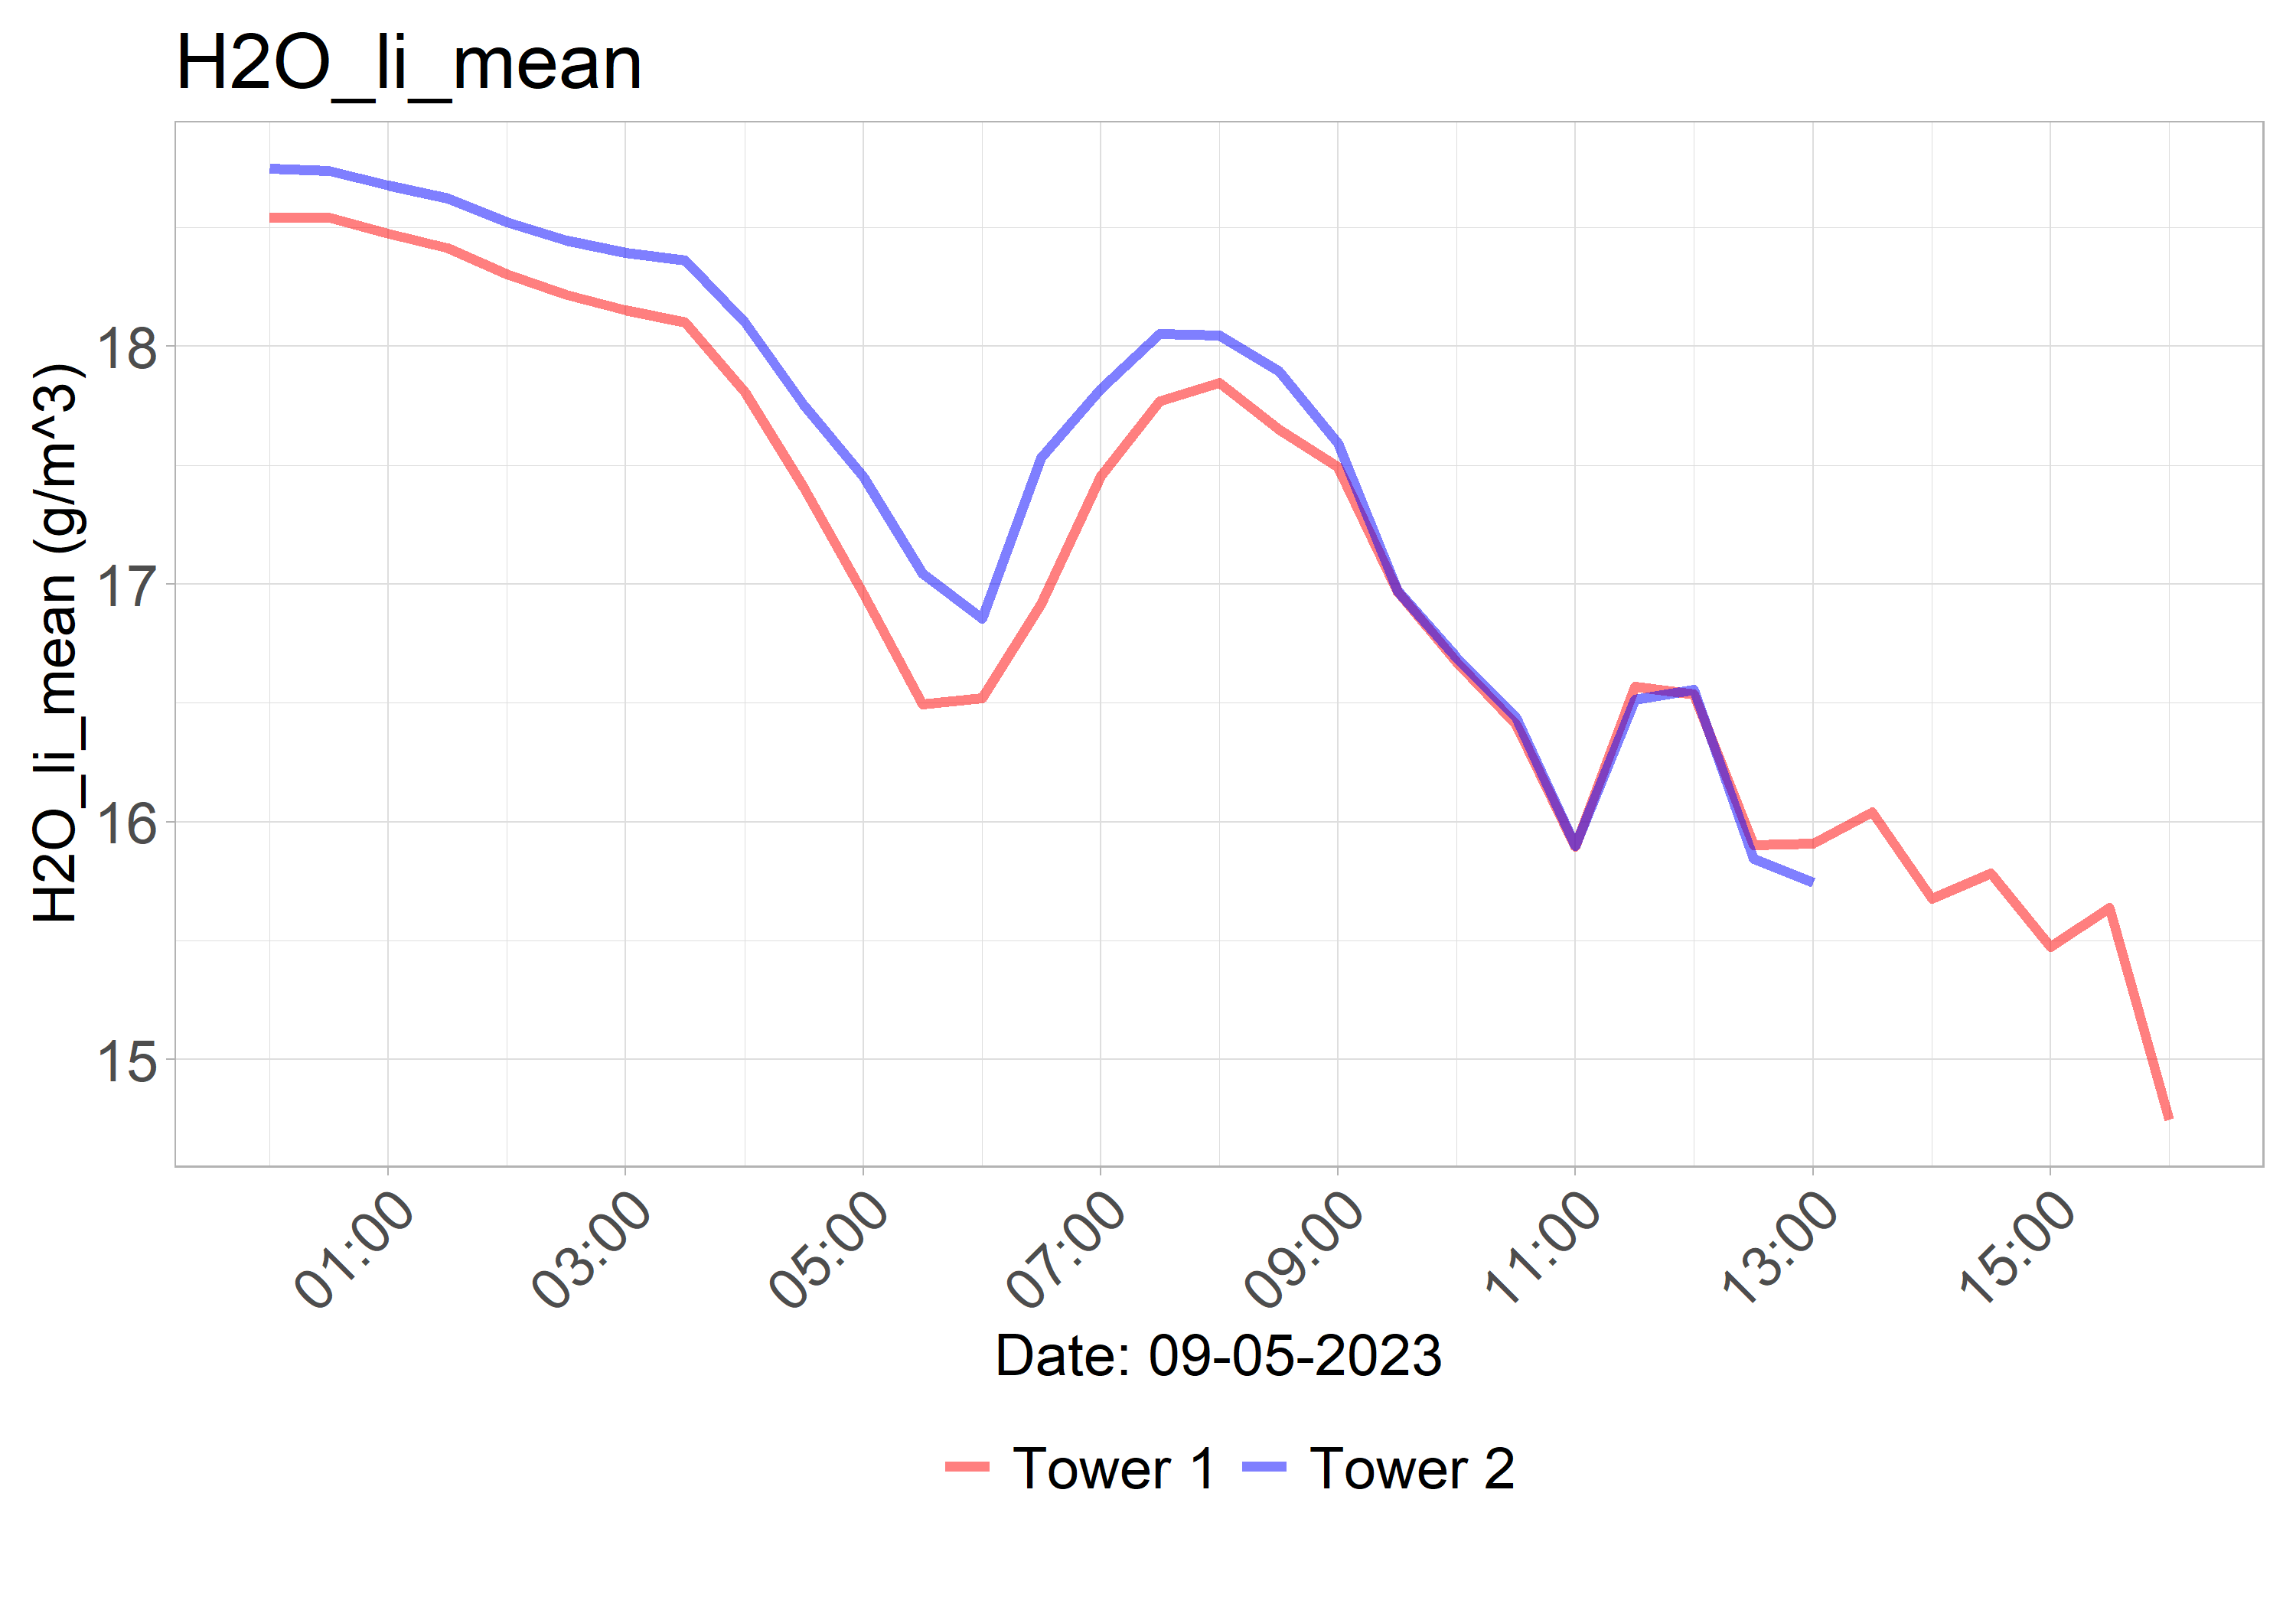 H2O_li_mean
H2O_li_mean (g/m^3)
18
17
16
15
01:00 03:00 05:00 07:00 09:00 11:00 13:00 15:00
Date: 09-05-2023
Tower 1 Tower 2